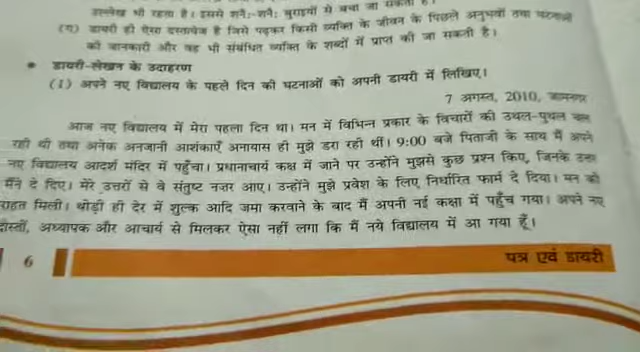 उल्लेख भी रहता है। इससे शनै:-शनै: बुराइयों से बचा जा सकता है।
(घ) डायरी ही ऐसा दस्तावेज है जिसे पढ़कर किसी व्यक्ति के जीवन के पिछले अनुभवों तथा घटनाओं
की जानकारी और वह भी संबंधित व्यक्ति के शब्दों में प्राप्त की जा सकती है।
• डायरी-लेखन के उदाहरण
(1) अपने नए विद्यालय के पहले दिन की घटनाओं को अपनी डायरी में लिखिए।
7 अगस्त, 2010, जामनगर
आज नए विद्यालय में मेरा पहला दिन था। मन में विभिन्न प्रकार के विचारों की उथल-पुथल चल
रही थी तथा अनेक अनजानी आशंकाएँ अनायास ही मुझे डरा रही थीं। 9:00 बजे पिताजी के साथ मैं अपने
नए विद्यालय आदर्श मंदिर में पहुँचा। प्रधानाचार्य कक्ष में जाने पर उन्होंने मुझसे कुछ प्रश्न किए, जिनके उत्तर
मैंने दे दिए। मेरे उत्तरों से वे संतुष्ट नजर आए। उन्होंने मुझे प्रवेश के लिए निर्धारित फार्म दे दिया। मन को
राहत मिली। थोड़ी ही देर में शुल्क आदि जमा करवाने के बाद मैं अपनी नई कक्षा में पहुँच गया। अपने नए
दोस्तों, अध्यापक और आचार्य से मिलकर ऐसा नहीं लगा कि मैं नये विद्यालय में आ गया हूँ।
6
पत्र एवं डायरी